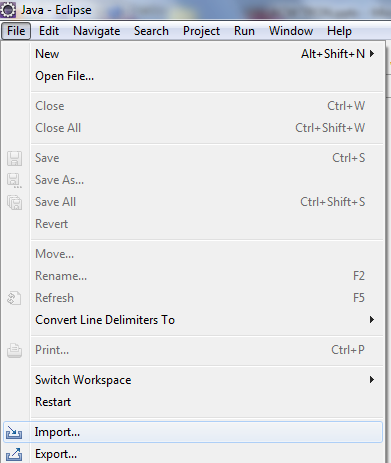 Java - Eclipse
File Edit Navigate Search Project Run Window Help
New Alt+Shift+N
Open File...
Close Ctrl+W
Close All Ctrl+Shift+W
Save Ctrl+S
Save As...
Save All Ctrl+Shift+S
Revert
Move...
Rename... F2
Refresh F5
Convert Line Delimiters To
Print... Ctrl+P
Switch Workspace
Restart
Import...
Export...